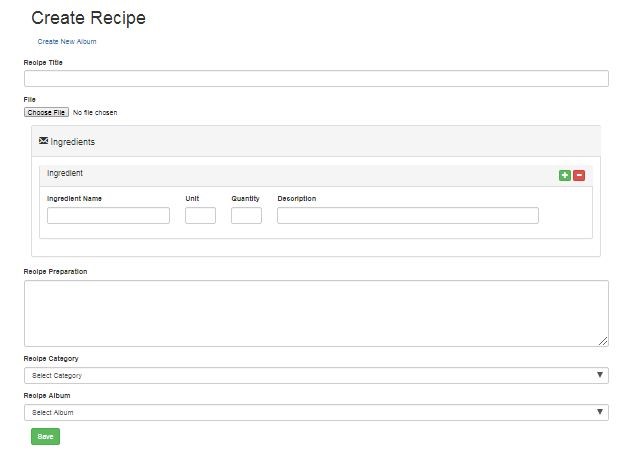 Create Recipe
Create New Album
Recipe Title
File
Choose File No file chosen
Ingredients
Ingredient
Ingredient Name Unit Quantity Description
Recipe Preparation
Recipe Category
Select Category
Recipe Album
Select Album
Save